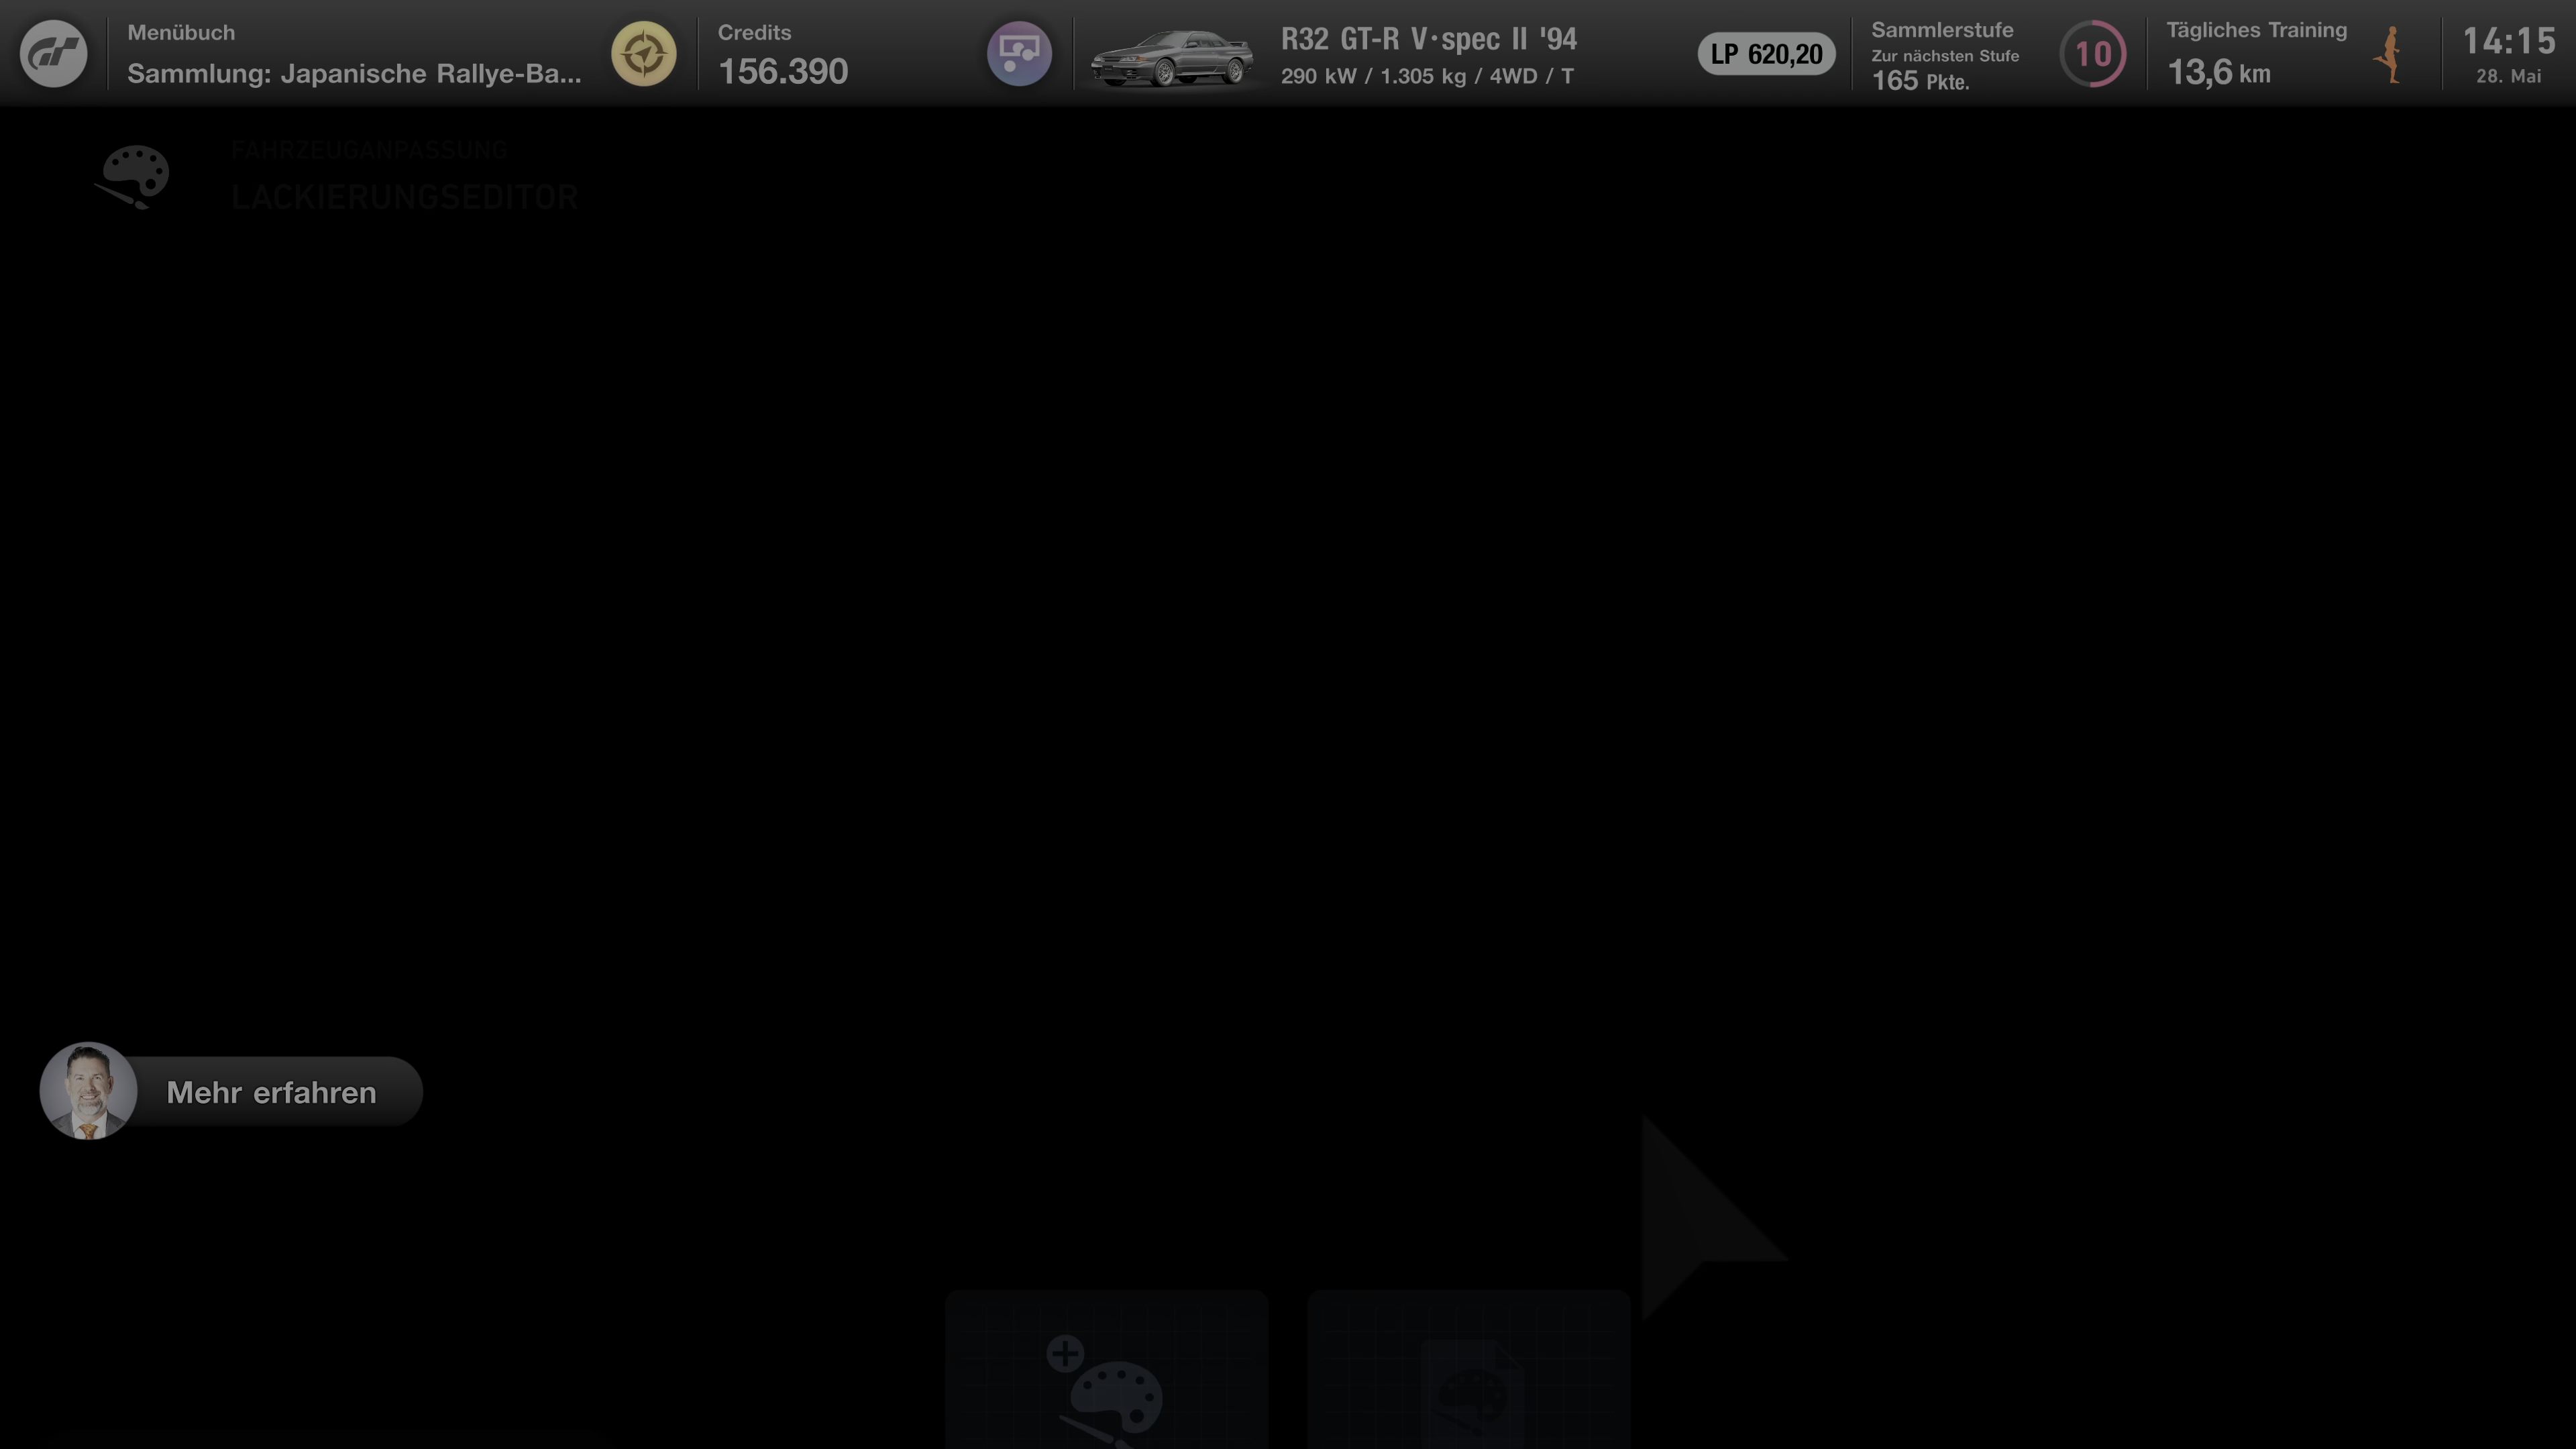 Menübuch
Sammlung: Japanische Rallye-Ba...
Credits
156.390
R32 GT-R V·spec II '94
290 kW / 1.305 kg / 4WD / T
LP 620,20
Sammlerstufe
Zur nächsten Stufe
165 Pkte.
10
Tägliches Training
13,6 km
14:15
28. Mai
FAHRZEUGANPASSUNG
LACKIERUNGSEDITOR
Mehr erfahren